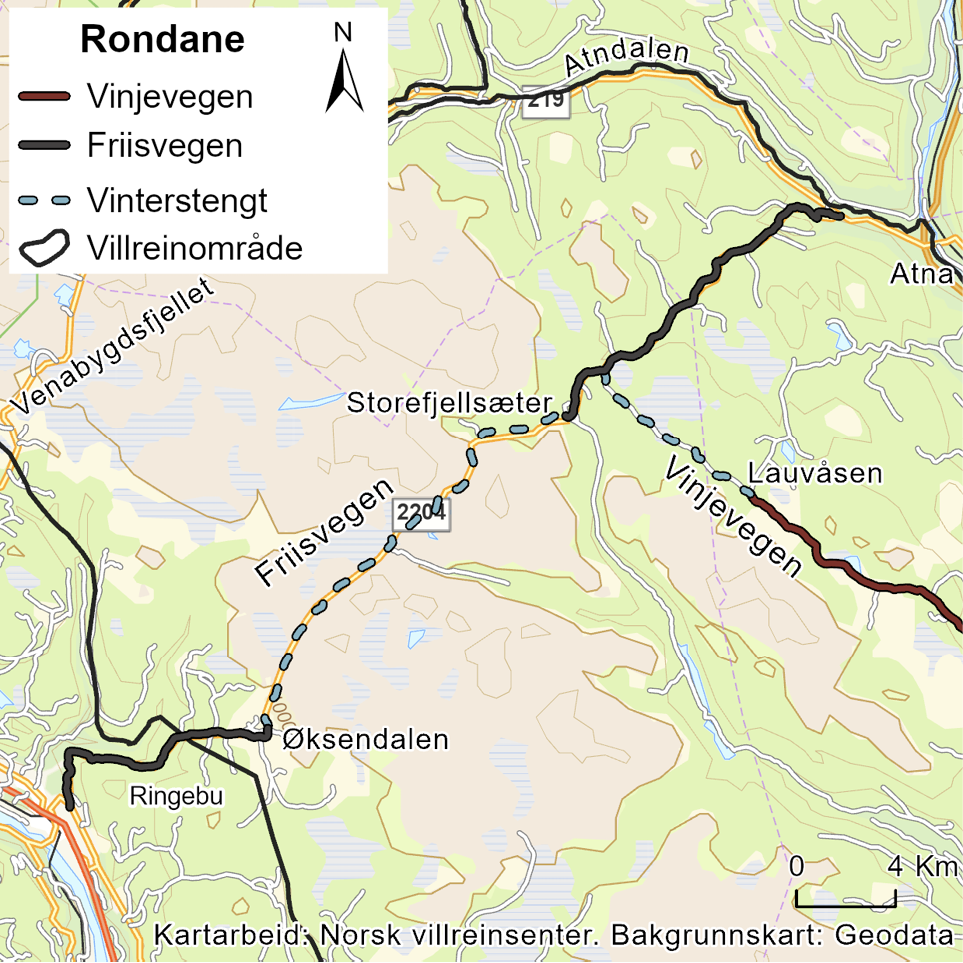 Rondane
N
Vinjevegen
Friisvegen
Vinterstengt
Villreinområde
Atndalen
219
Atna
Venabygdsfjellet
Storefjellsæter
Lauvåsen
Vinjevegen
Friisvegen
2204
1000
Øksendalen
Ringebu
0 4 Km
Kartarbeid: Norsk villreinsenter. Bakgrunnskart: Geodata